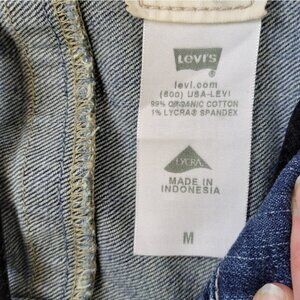 LEVI'S
levi.com
(800) USA-LEVI
99% ORGANIC COTTON
1% LYCRA® SPANDEX
LYCRA
MADE IN
INDONESIA
M